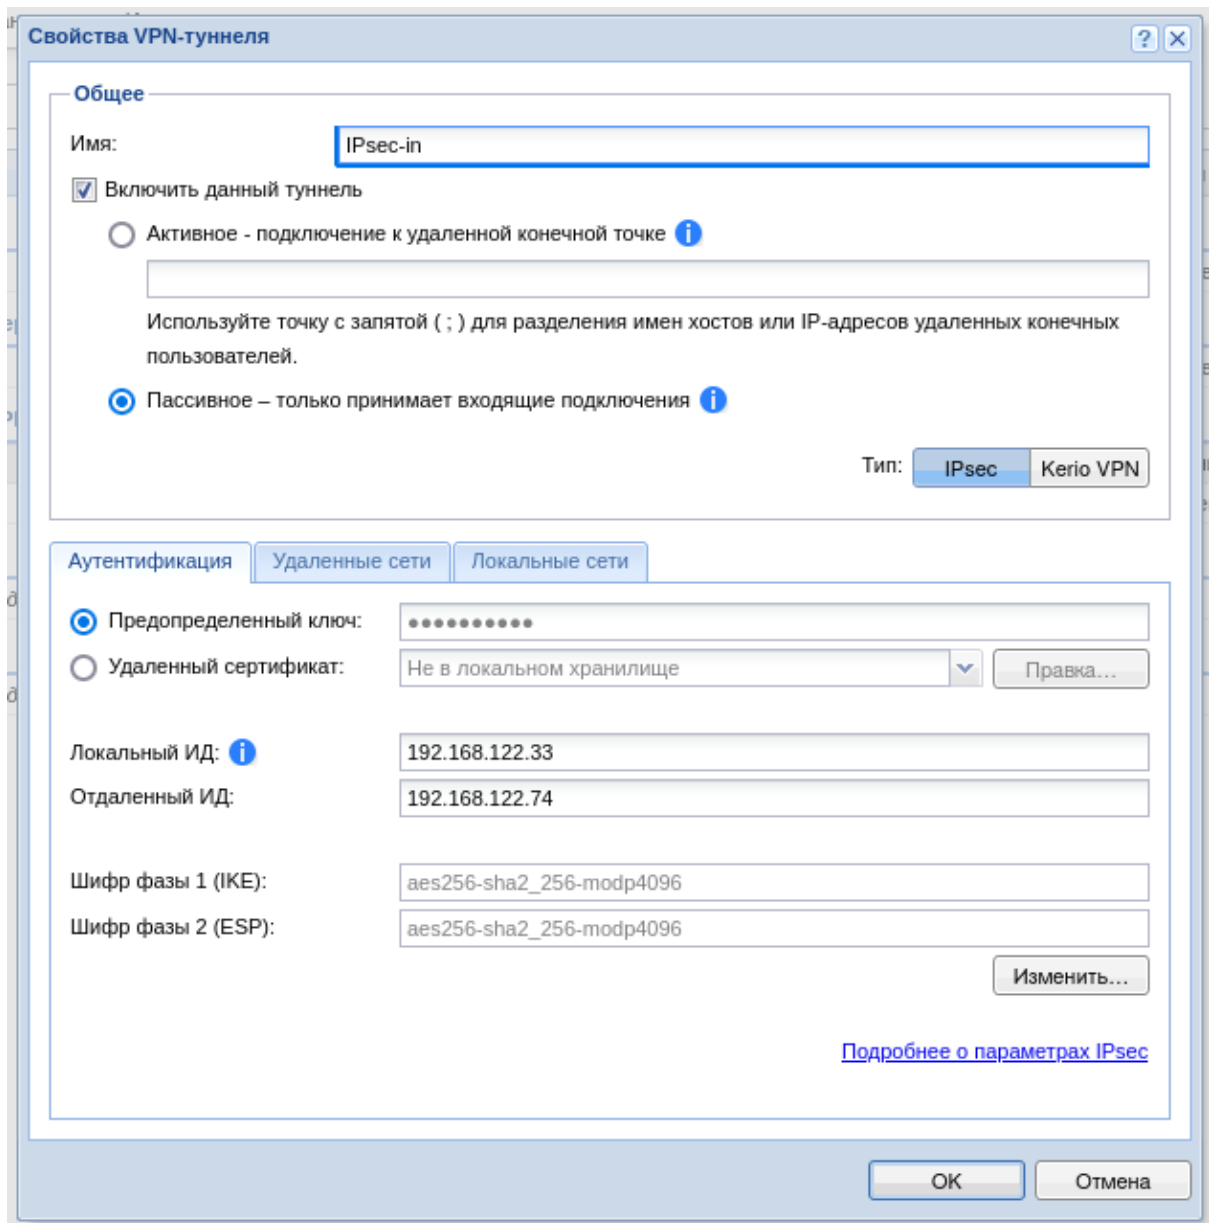 Свойства VPN-туннеля
?
Общее
Имя:
IPsec-in
Включить данный туннель
Активное - подключение к удаленной конечной точке
Используйте точку с запятой ( ; ) для разделения имен хостов или IP-адресов удаленных конечных
пользователей.
Пассивное – только принимает входящие подключения
Тип: IPsec Kerio VPN
Аутентификация Удаленные сети Локальные сети
Предопределенный ключ: ●●●●●●●●●●
Удаленный сертификат: Не в локальном хранилище Правка...
Локальный ИД: 192.168.122.33
Отдаленный ИД: 192.168.122.74
Шифр фазы 1 (IKE): aes256-sha2_256-modp4096
Шифр фазы 2 (ESP): aes256-sha2_256-modp4096
Изменить...
Подробнее о параметрах IPsec
OK Отмена